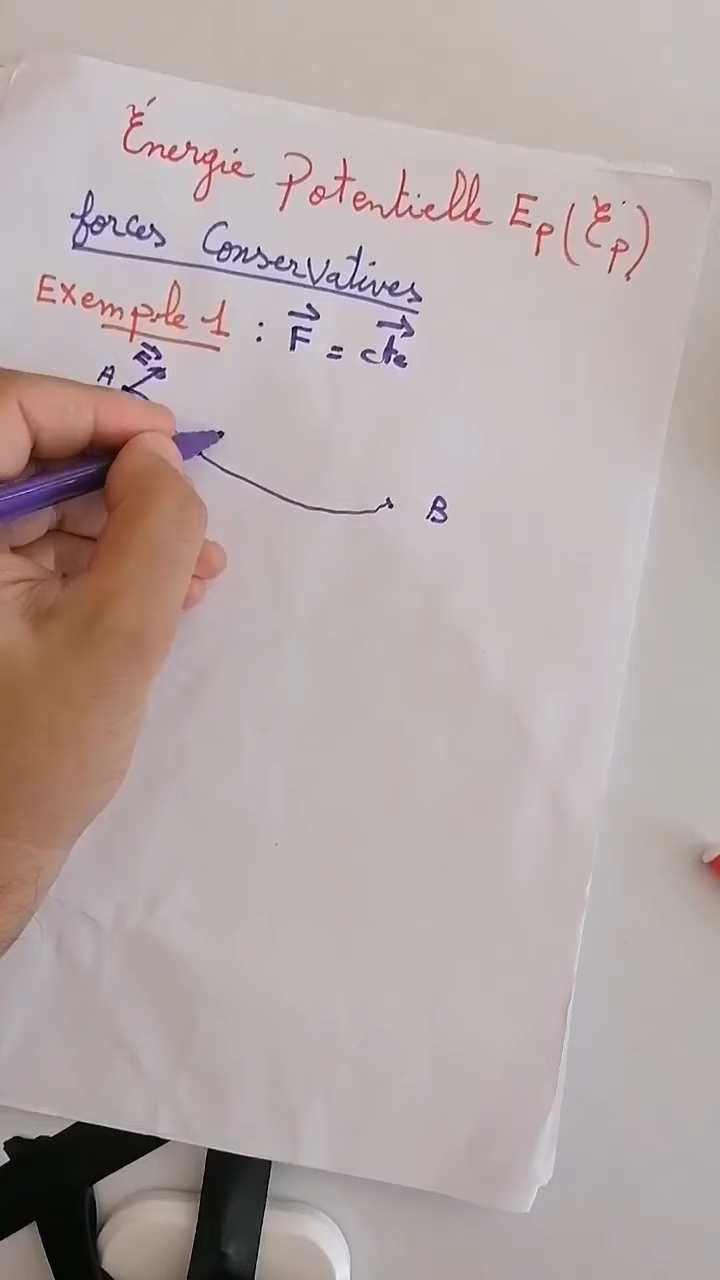 Énergie Potentielle Ep (Ɛp)
forces Conservatives
Exemple 1 : F⃗ = cte⃗
F⃗
A
B